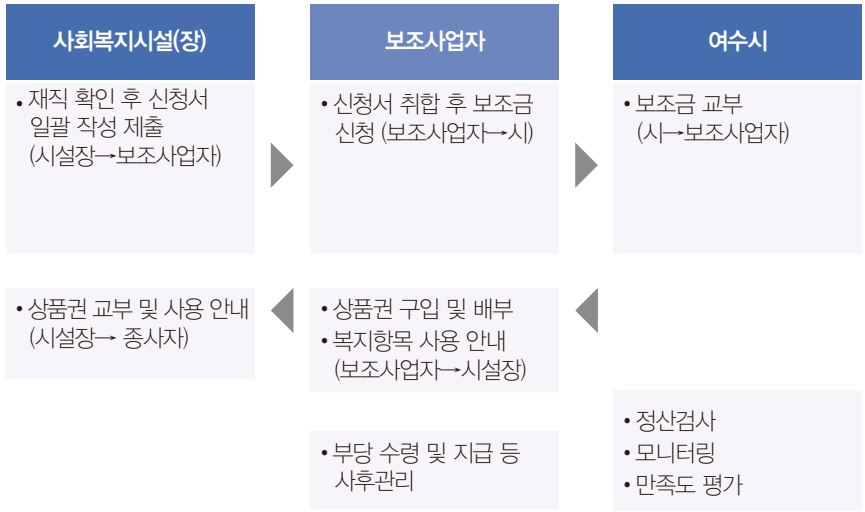 사회복지시설(장)
보조사업자
여수시
• 재직 확인 후 신청서
일괄 작성 제출
(시설장→보조사업자)
• 신청서 취합 후 보조금
신청 (보조사업자→시)
• 보조금 교부
(시→보조사업자)
• 상품권 교부 및 사용 안내
(시설장→ 종사자)
• 상품권 구입 및 배부
• 복지항목 사용 안내
(보조사업자→시설장)
• 부당 수령 및 지급 등
사후관리
• 정산검사
• 모니터링
• 만족도 평가